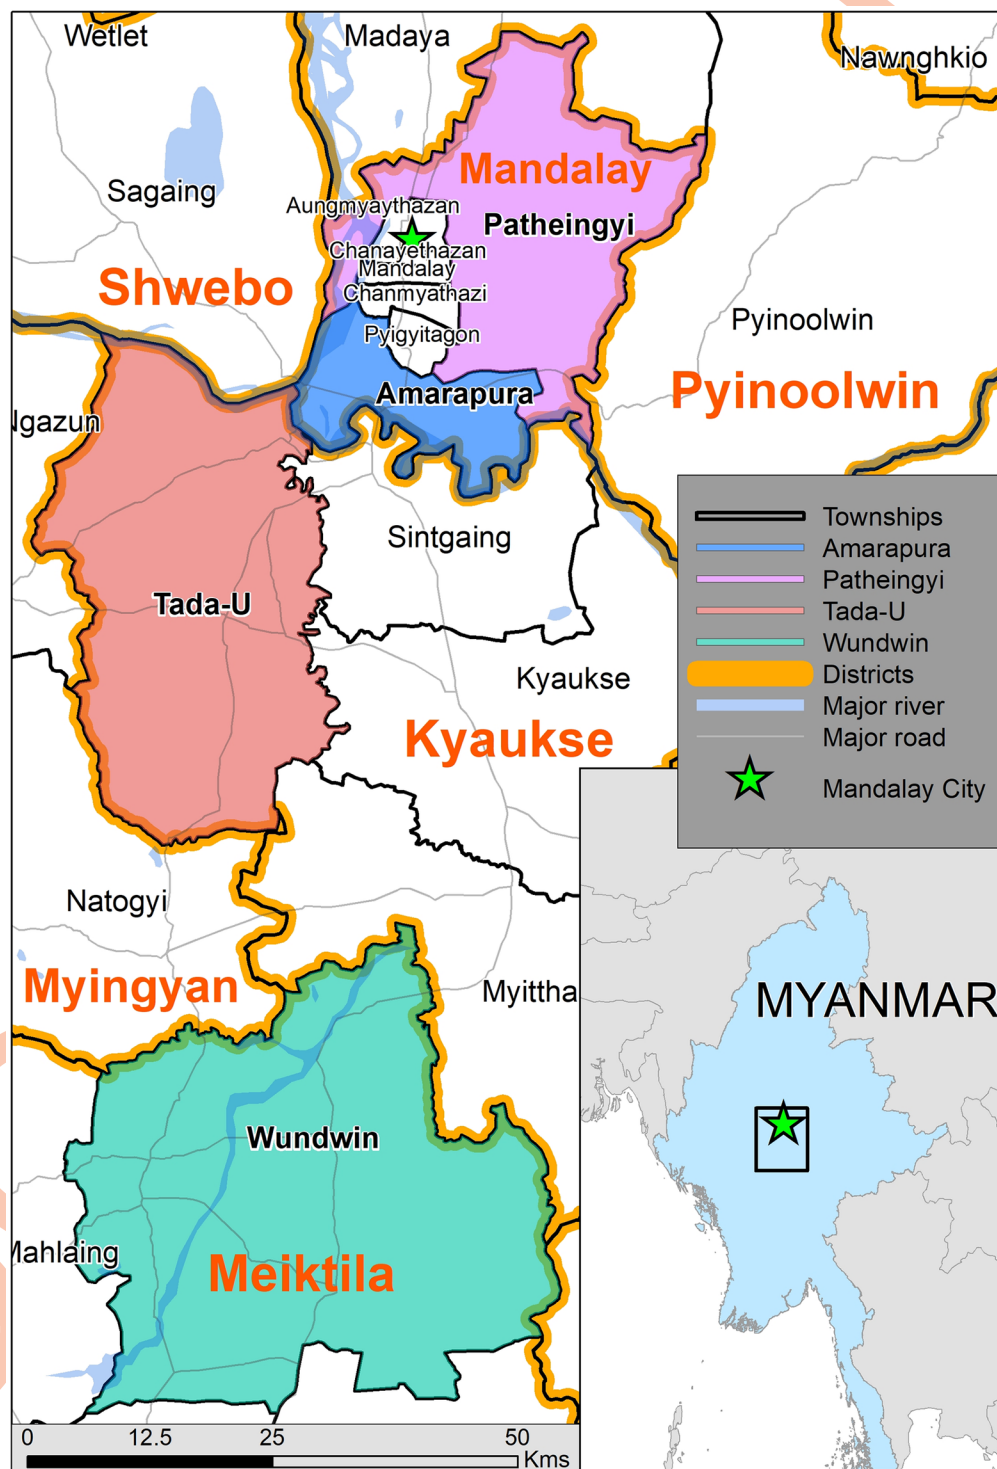 Wetlet
Madaya
Nawnghkio
Mandalay
Sagaing
Aungmyaythazan
Patheingyi
Chanayethazan
Mandalay
Shwebo
Chanmyathazi
Pyinoolwin
Pyigyitagon
Pyinoolwin
Amarapura
Ngazun
Townships
Sintgaing
Amarapura
Patheingyi
Tada-U
Tada-U
Wundwin
Kyaukse
Districts
Major river
Kyaukse
Major road
Mandalay City
Natogyi
Myingyan
Myittha
MYANMAR
Wundwin
Mahlaing
Meiktila
0 12.5 25 50
Kms